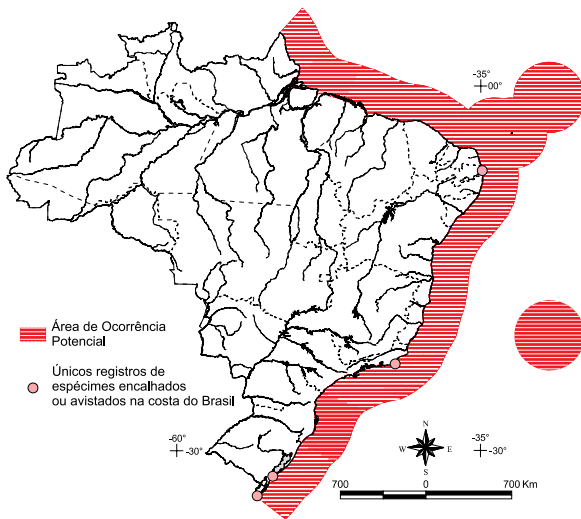 -35°
00°
Área de Ocorrência
Potencial
Únicos registros de
espécimes encalhados
ou avistados na costa do Brasil
-60°
-30°
N
W E
S
-35°
-30°
700 0 700 Km